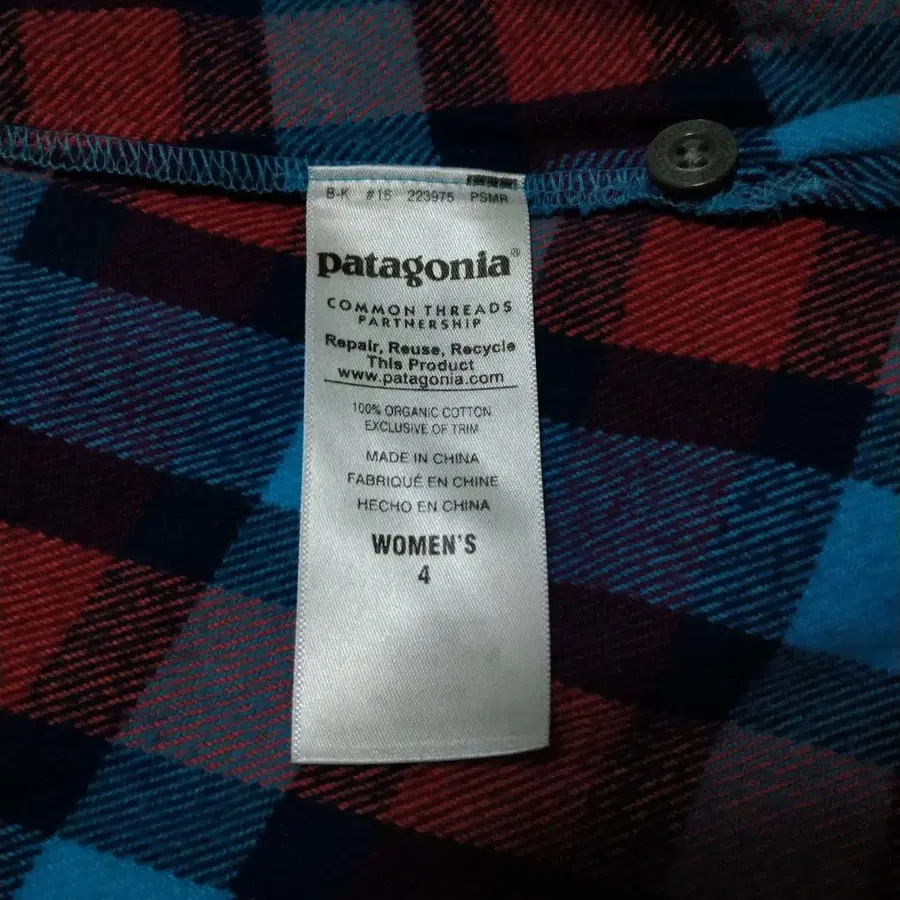 B-K #16 223975 PSMR
patagonia®
COMMON THREADS
PARTNERSHIP
Repair, Reuse, Recycle
This Product
www.patagonia.com
100% ORGANIC COTTON
EXCLUSIVE OF TRIM
MADE IN CHINA
FABRIQUÉ EN CHINE
HECHO EN CHINA
WOMEN'S
4